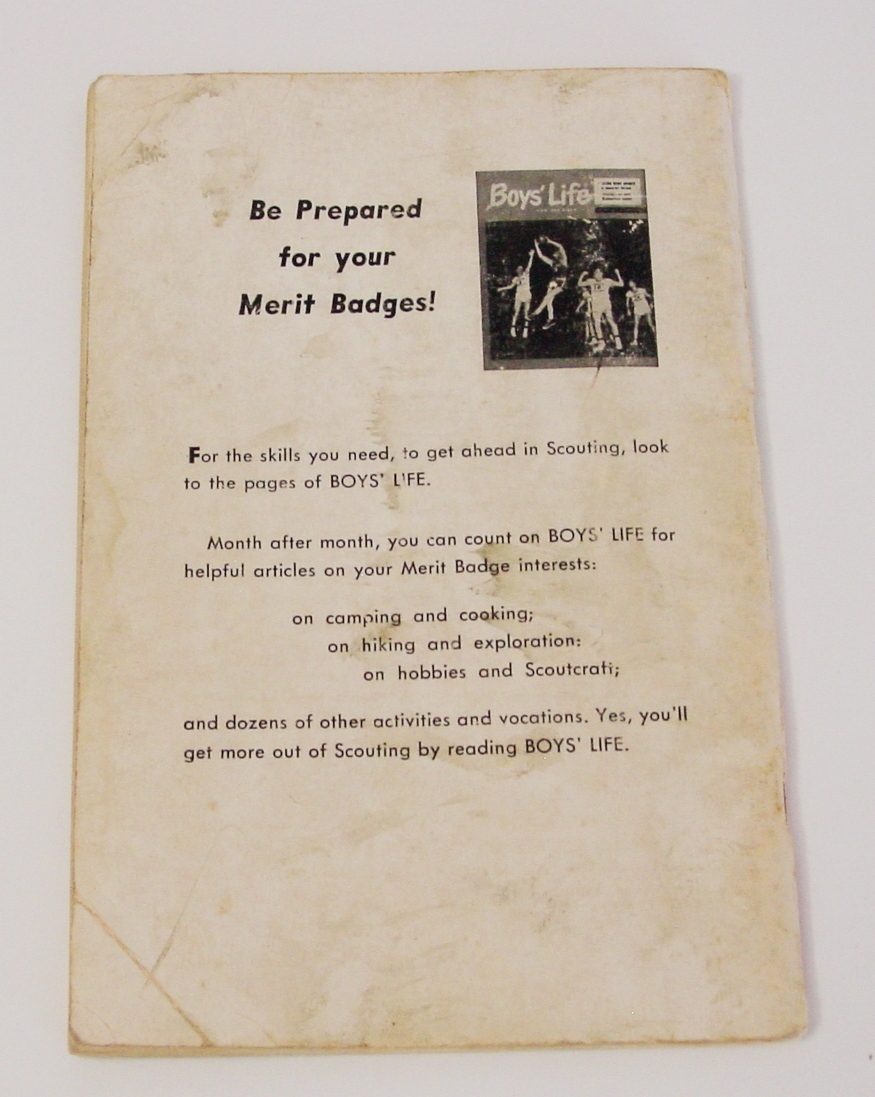 Be Prepared
for your
Merit Badges!
Boys' Life
For the skills you need, to get ahead in Scouting, look
to the pages of BOYS' LIFE.
Month after month, you can count on BOYS' LIFE for
helpful articles on your Merit Badge interests:
on camping and cooking;
on hiking and exploration:
on hobbies and Scoutcraft;
and dozens of other activities and vocations. Yes, you'll
get more out of Scouting by reading BOYS' LIFE.